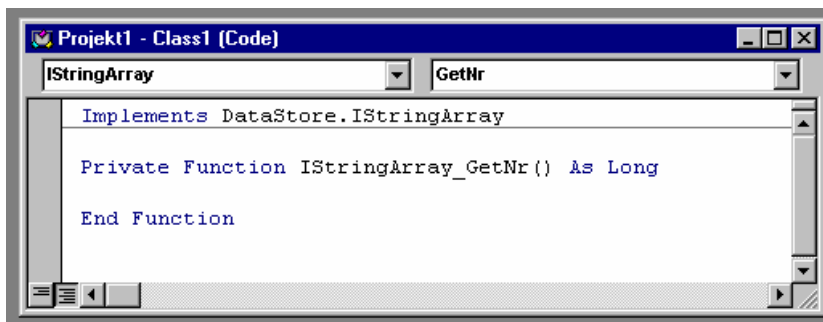 Projekt1 - Class1 (Code)
IStringArray GetNr
Implements DataStore.IStringArray
Private Function IStringArray_GetNr() As Long
End Function